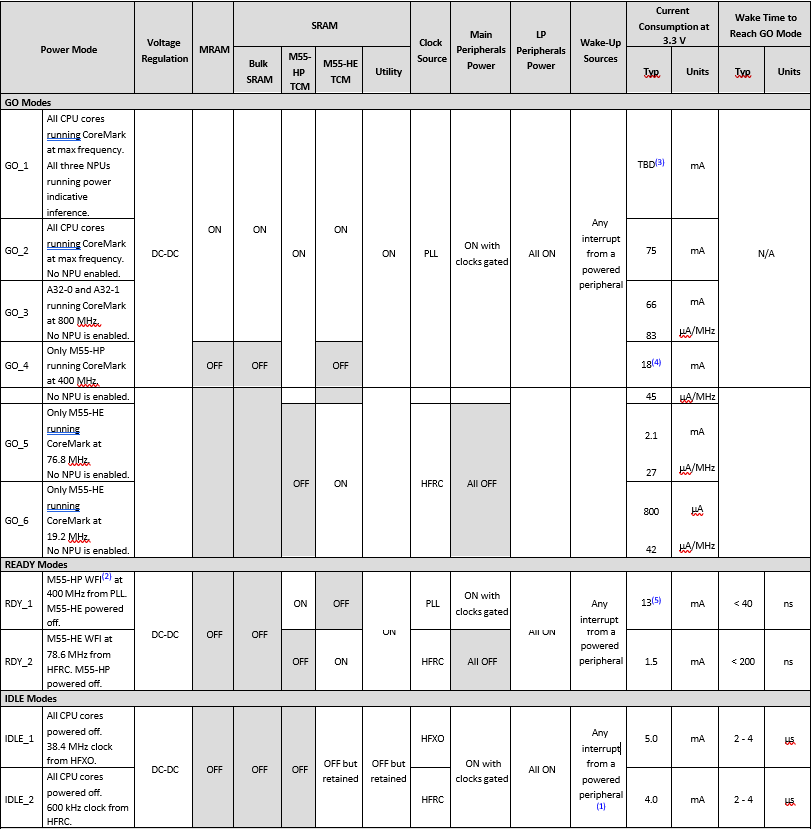 Power Mode
Voltage
Regulation
MRAM
SRAM
Bulk
SRAM
M55-
HP
TCM
M55-HE
TCM
Utility
Clock
Source
Main
Peripherals
Power
LP
Peripherals
Power
Wake-Up
Sources
Current
Consumption at
3.3 V
Typ
Units
Wake Time to
Reach GO Mode
Typ
Units
GO Modes
GO_1
All CPU cores
running CoreMark
at max frequency.
All three NPUs
running power
indicative
inference.
DC-DC
ON
ON
ON
ON
ON
PLL
ON with
clocks gated
All ON
Any
interrupt
from a
powered
peripheral
TBD(3)
mA
N/A
GO_2
All CPU cores
running CoreMark
at max frequency.
No NPU enabled.
75
mA
GO_3
A32-0 and A32-1
running CoreMark
at 800 MHz.
No NPU is enabled.
66
mA
83
µA/MHz
GO_4
Only M55-HP
running CoreMark
at 400 MHz.
OFF
OFF
OFF
18(4)
mA
No NPU is enabled.
45
µA/MHz
GO_5
Only M55-HE
running
CoreMark at
76.8 MHz.
No NPU is enabled.
OFF
ON
HFRC
All OFF
2.1
mA
27
µA/MHz
GO_6
Only M55-HE
running
CoreMark at
19.2 MHz.
No NPU is enabled.
800
µA
42
µA/MHz
READY Modes
RDY_1
M55-HP WFI(2) at
400 MHz from PLL.
M55-HE powered
off.
DC-DC
OFF
OFF
ON
OFF
ON
PLL
ON with
clocks gated
All ON
Any
interrupt
from a
powered
peripheral
13(5)
mA
< 40
ns
RDY_2
M55-HE WFI at
78.6 MHz from
HFRC. M55-HP
powered off.
OFF
ON
HFRC
All OFF
1.5
mA
< 200
ns
IDLE Modes
IDLE_1
All CPU cores
powered off.
38.4 MHz clock
from HFXO.
DC-DC
OFF
OFF
OFF
OFF but
retained
OFF but
retained
HFXO
ON with
clocks gated
All ON
Any
interrupt
from a
powered
peripheral
(1)
5.0
mA
2 - 4
µs
IDLE_2
All CPU cores
powered off.
600 kHz clock from
HFRC.
HFRC
4.0
mA
2 - 4
µs